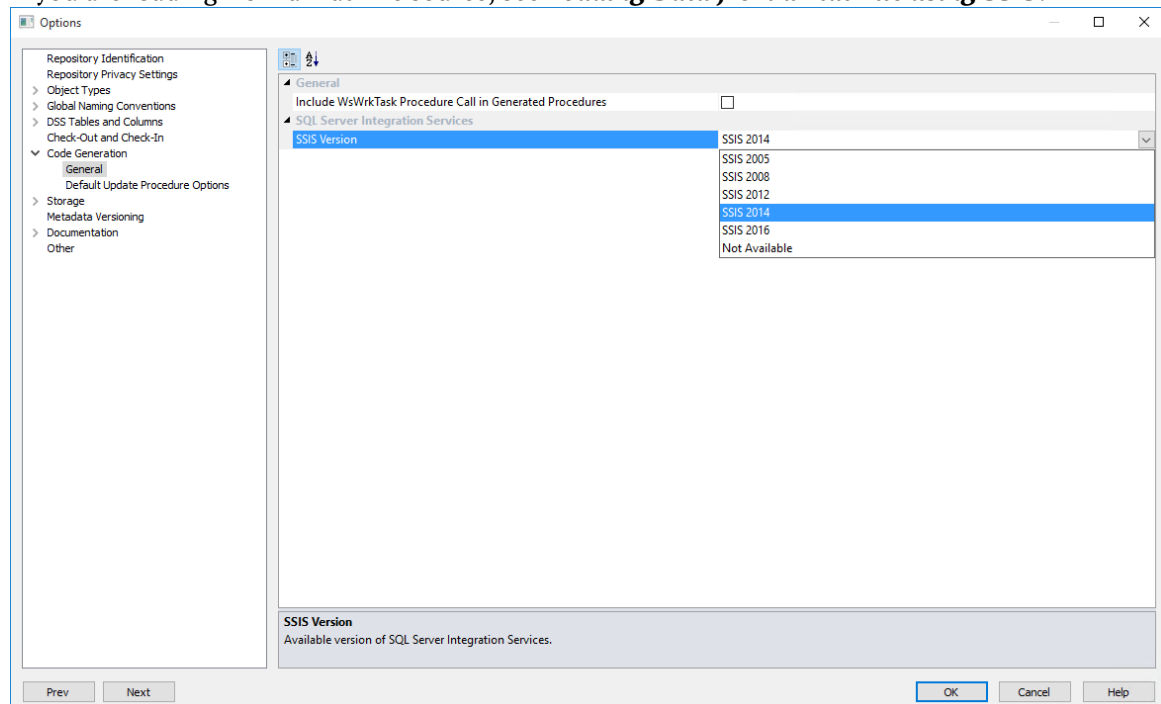 Options
Repository Identification
Repository Privacy Settings
Object Types
Global Naming Conventions
DSS Tables and Columns
Check-Out and Check-In
Code Generation
General
Default Update Procedure Options
Storage
Metadata Versioning
Documentation
Other
General
Include WsWrkTask Procedure Call in Generated Procedures
SQL Server Integration Services
SSIS Version SSIS 2014
SSIS 2005
SSIS 2008
SSIS 2012
SSIS 2014
SSIS 2016
Not Available
SSIS Version
Available version of SQL Server Integration Services.
Prev Next OK Cancel Help